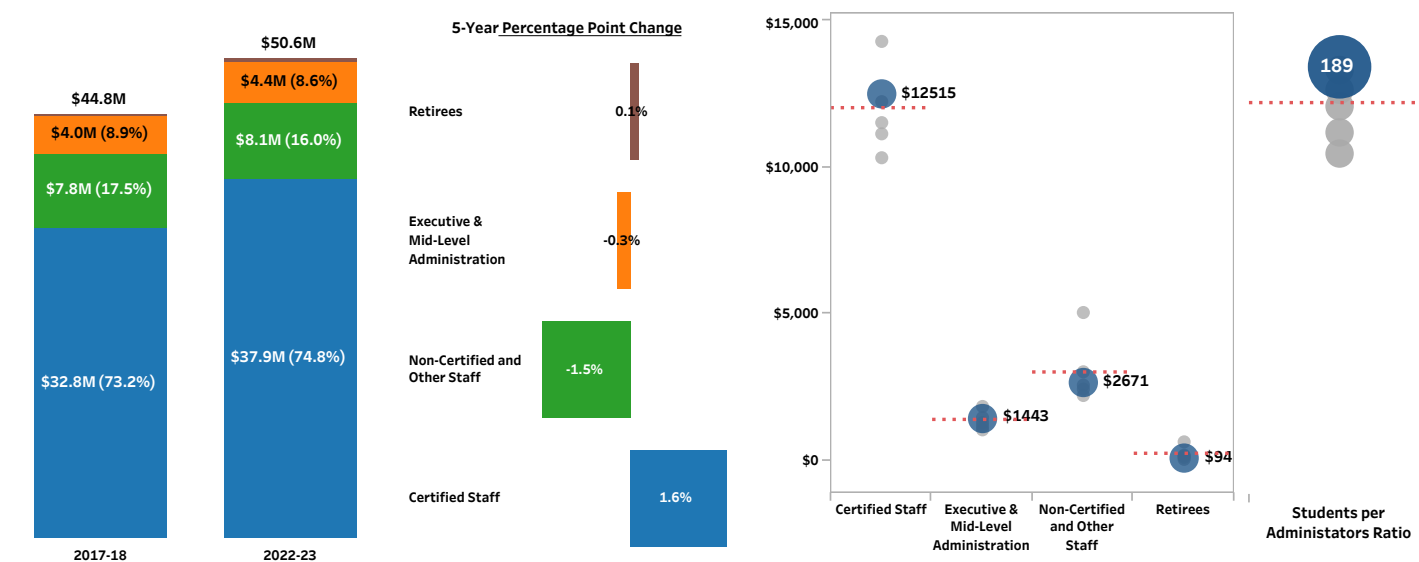 $44.8M
$4.0M (8.9%)
$7.8M (17.5%)
$32.8M (73.2%)
2017-18
$50.6M
$4.4M (8.6%)
$8.1M (16.0%)
$37.9M (74.8%)
2022-23
5-Year Percentage Point Change
Retirees
0.1%
Executive &
Mid-Level
Administration
-0.3%
Non-Certified and
Other Staff
-1.5%
Certified Staff
1.6%
$15,000
$10,000
$5,000
$0
$12515
$1443
$2671
$94
Certified Staff
Executive &
Mid-Level
Administration
Non-Certified
and Other
Staff
Retirees
189
Students per
Administators Ratio